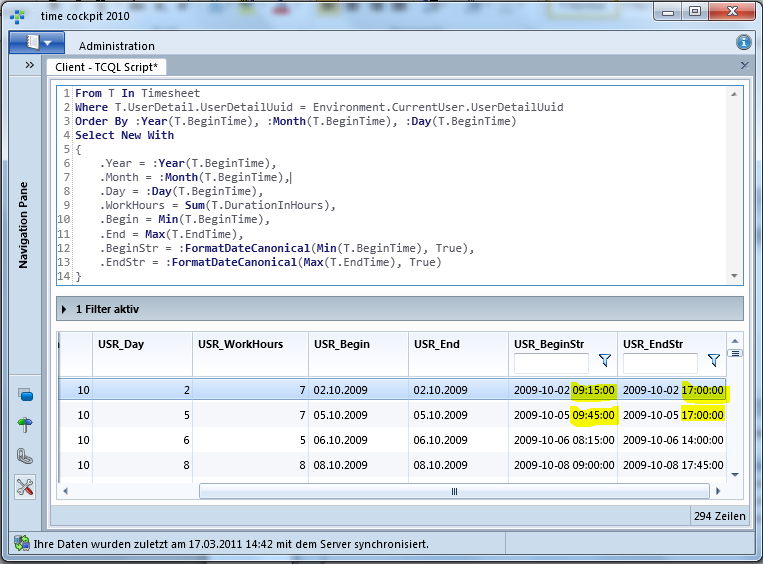 time cockpit 2010
Administration
Client - TCQL Script*
1 From T In Timesheet
2 Where T.UserDetail.UserDetailUuid = Environment.CurrentUser.UserDetailUuid
3 Order By :Year(T.BeginTime), :Month(T.BeginTime), :Day(T.BeginTime)
4 Select New With
5 {
6 .Year = :Year(T.BeginTime),
7 .Month = :Month(T.BeginTime),
8 .Day = :Day(T.BeginTime),
9 .WorkHours = Sum(T.DurationInHours),
10 .Begin = Min(T.BeginTime),
11 .End = Max(T.EndTime),
12 .BeginStr = :FormatDateCanonical(Min(T.BeginTime), True),
13 .EndStr = :FormatDateCanonical(Max(T.EndTime), True)
14 }
Navigation Pane
1 Filter aktiv
USR_Day USR_WorkHours USR_Begin USR_End USR_BeginStr USR_EndStr
10 2 7 02.10.2009 02.10.2009 2009-10-02 09:15:00 2009-10-02 17:00:00
10 5 7 05.10.2009 05.10.2009 2009-10-05 09:45:00 2009-10-05 17:00:00
10 6 5 06.10.2009 06.10.2009 2009-10-06 08:15:00 2009-10-06 14:00:00
10 8 8 08.10.2009 08.10.2009 2009-10-08 09:00:00 2009-10-08 17:45:00
294 Zeilen
Ihre Daten wurden zuletzt am 17.03.2011 14:42 mit dem Server synchronisiert.